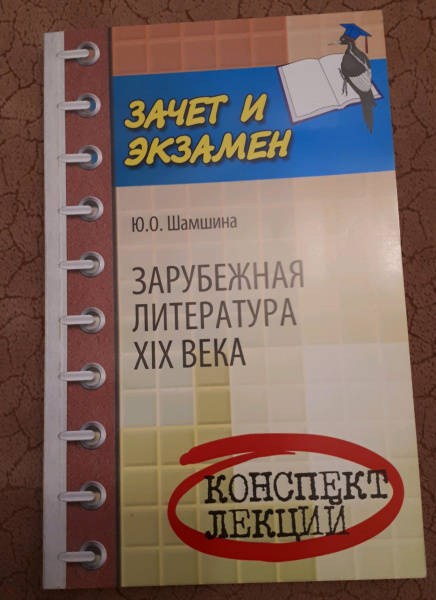 ЗАЧЕТ И
ЭКЗАМЕН
Ю.О. Шамшина
ЗАРУБЕЖНАЯ
ЛИТЕРАТУРА
XIX ВЕКА
КОНСПЕКТ
ЛЕКЦИЙ